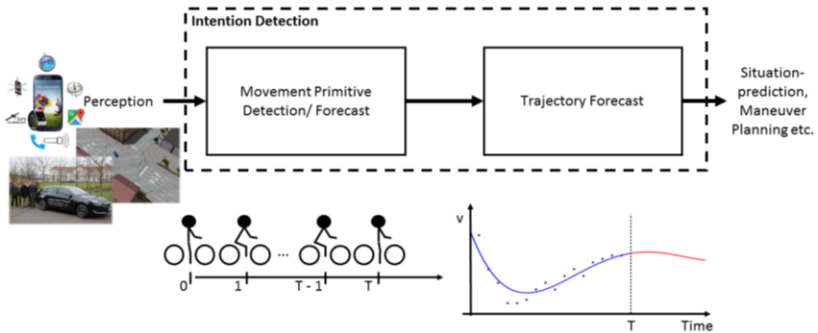 Intention Detection
Perception
Movement Primitive
Detection/ Forecast
Trajectory Forecast
Situation-
prediction,
Maneuver
Planning etc.
0 1 ... T - 1 T
v
T Time